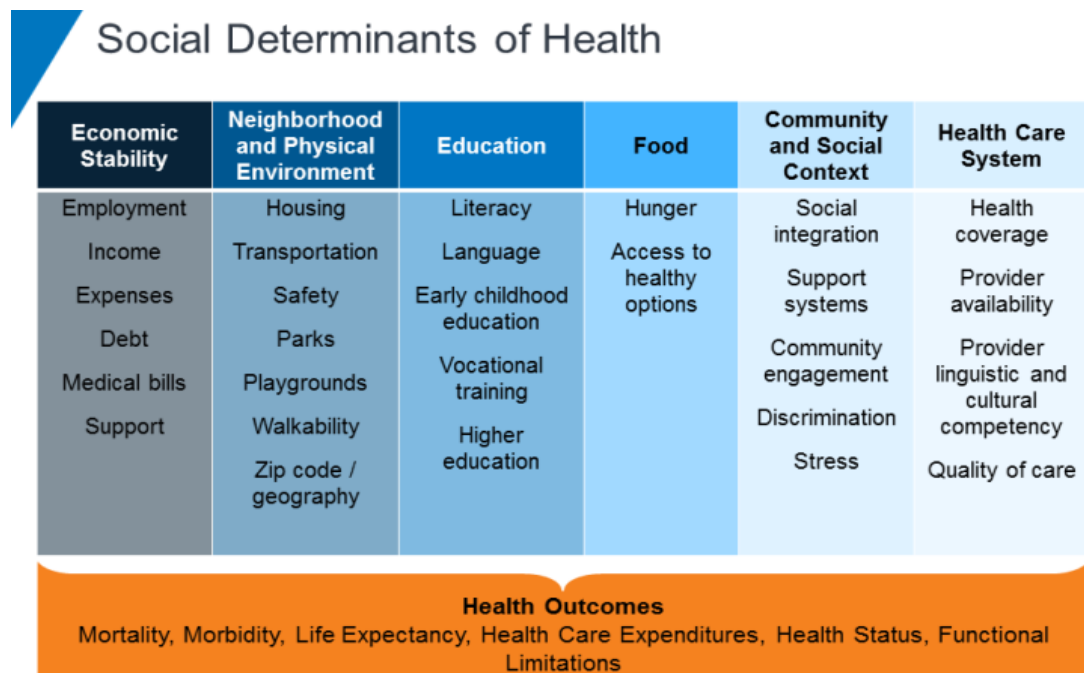 Social Determinants of Health
Economic
Stability
Neighborhood
and Physical
Environment
Education
Food
Community
and Social
Context
Health Care
System
Employment
Income
Expenses
Debt
Medical bills
Support
Housing
Transportation
Safety
Parks
Playgrounds
Walkability
Zip code /
geography
Literacy
Language
Early childhood
education
Vocational
training
Higher
education
Hunger
Access to
healthy
options
Social
integration
Support
systems
Community
engagement
Discrimination
Stress
Health
coverage
Provider
availability
Provider
linguistic and
cultural
competency
Quality of care
Health Outcomes
Mortality, Morbidity, Life Expectancy, Health Care Expenditures, Health Status, Functional
Limitations